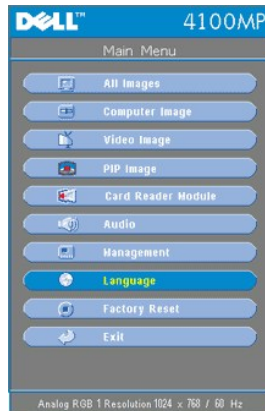 DELL™ 4100MP
Main Menu
All Images
Computer Image
Video Image
PIP Image
Card Reader Module
Audio
Management
Language
Factory Reset
Exit
Analog RGB 1 Resolution 1024 x 768 / 60 Hz